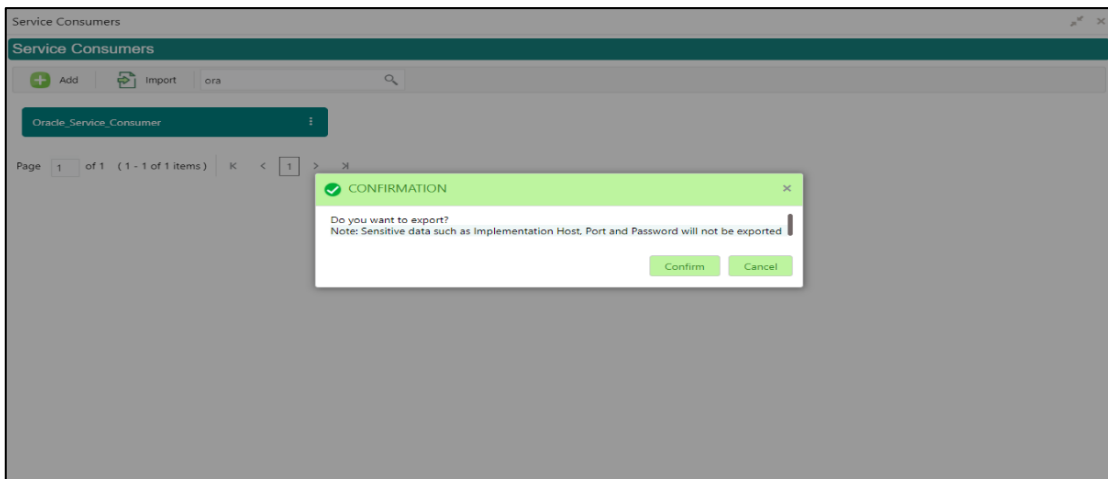 Service Consumers
Service Consumers
Add Import ora
Oracle_Service_Consumer
Page 1 of 1 (1 - 1 of 1 items) K < 1 > >|
CONFIRMATION
Do you want to export?
Note: Sensitive data such as Implementation Host, Port and Password will not be exported
Confirm Cancel